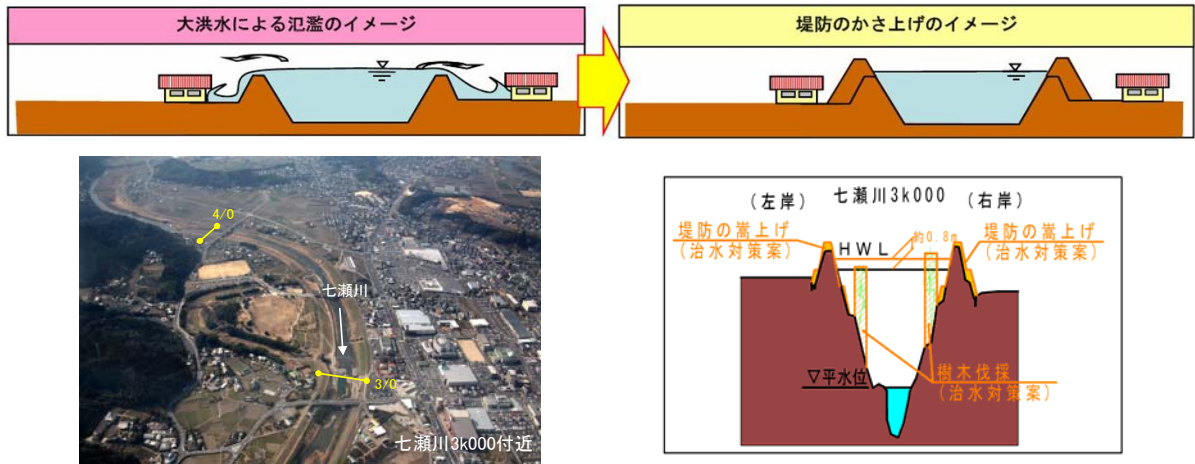 大洪水による氾濫のイメージ
堤防のかさ上げのイメージ
4/0
七瀬川
3/0
七瀬川3k000付近
(左岸) 七瀬川3k000 (右岸)
堤防の嵩上げ
(治水対策案)
HWL
約0.8m
堤防の嵩上げ
(治水対策案)
▽平水位
樹木伐採
(治水対策案)